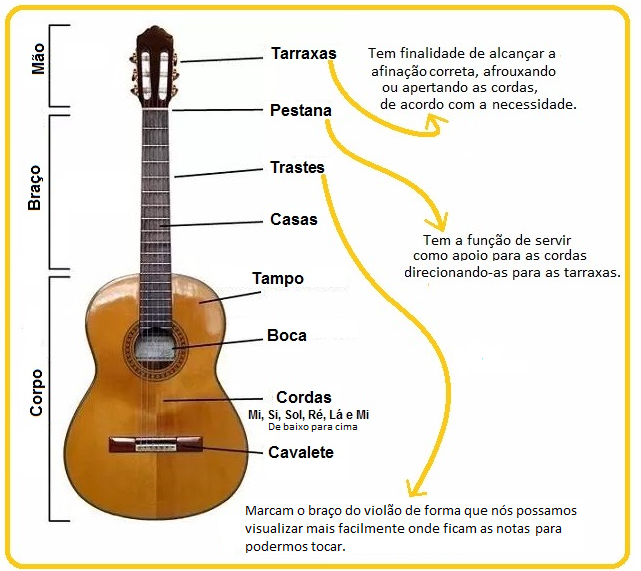 Mão
Tarraxas
Tem finalidade de alcançar a
afinação correta, afrouxando
ou apertando as cordas,
de acordo com a necessidade.
Pestana
Braço
Trastes
Casas
Tem a função de servir
como apoio para as cordas
direcionando-as para as tarraxas.
Tampo
Boca
Corpo
Cordas
Mi, Si, Sol, Ré, Lá e Mi
De baixo para cima
Cavalete
Marcam o braço do violão de forma que nós possamos
visualizar mais facilmente onde ficam as notas para
podermos tocar.